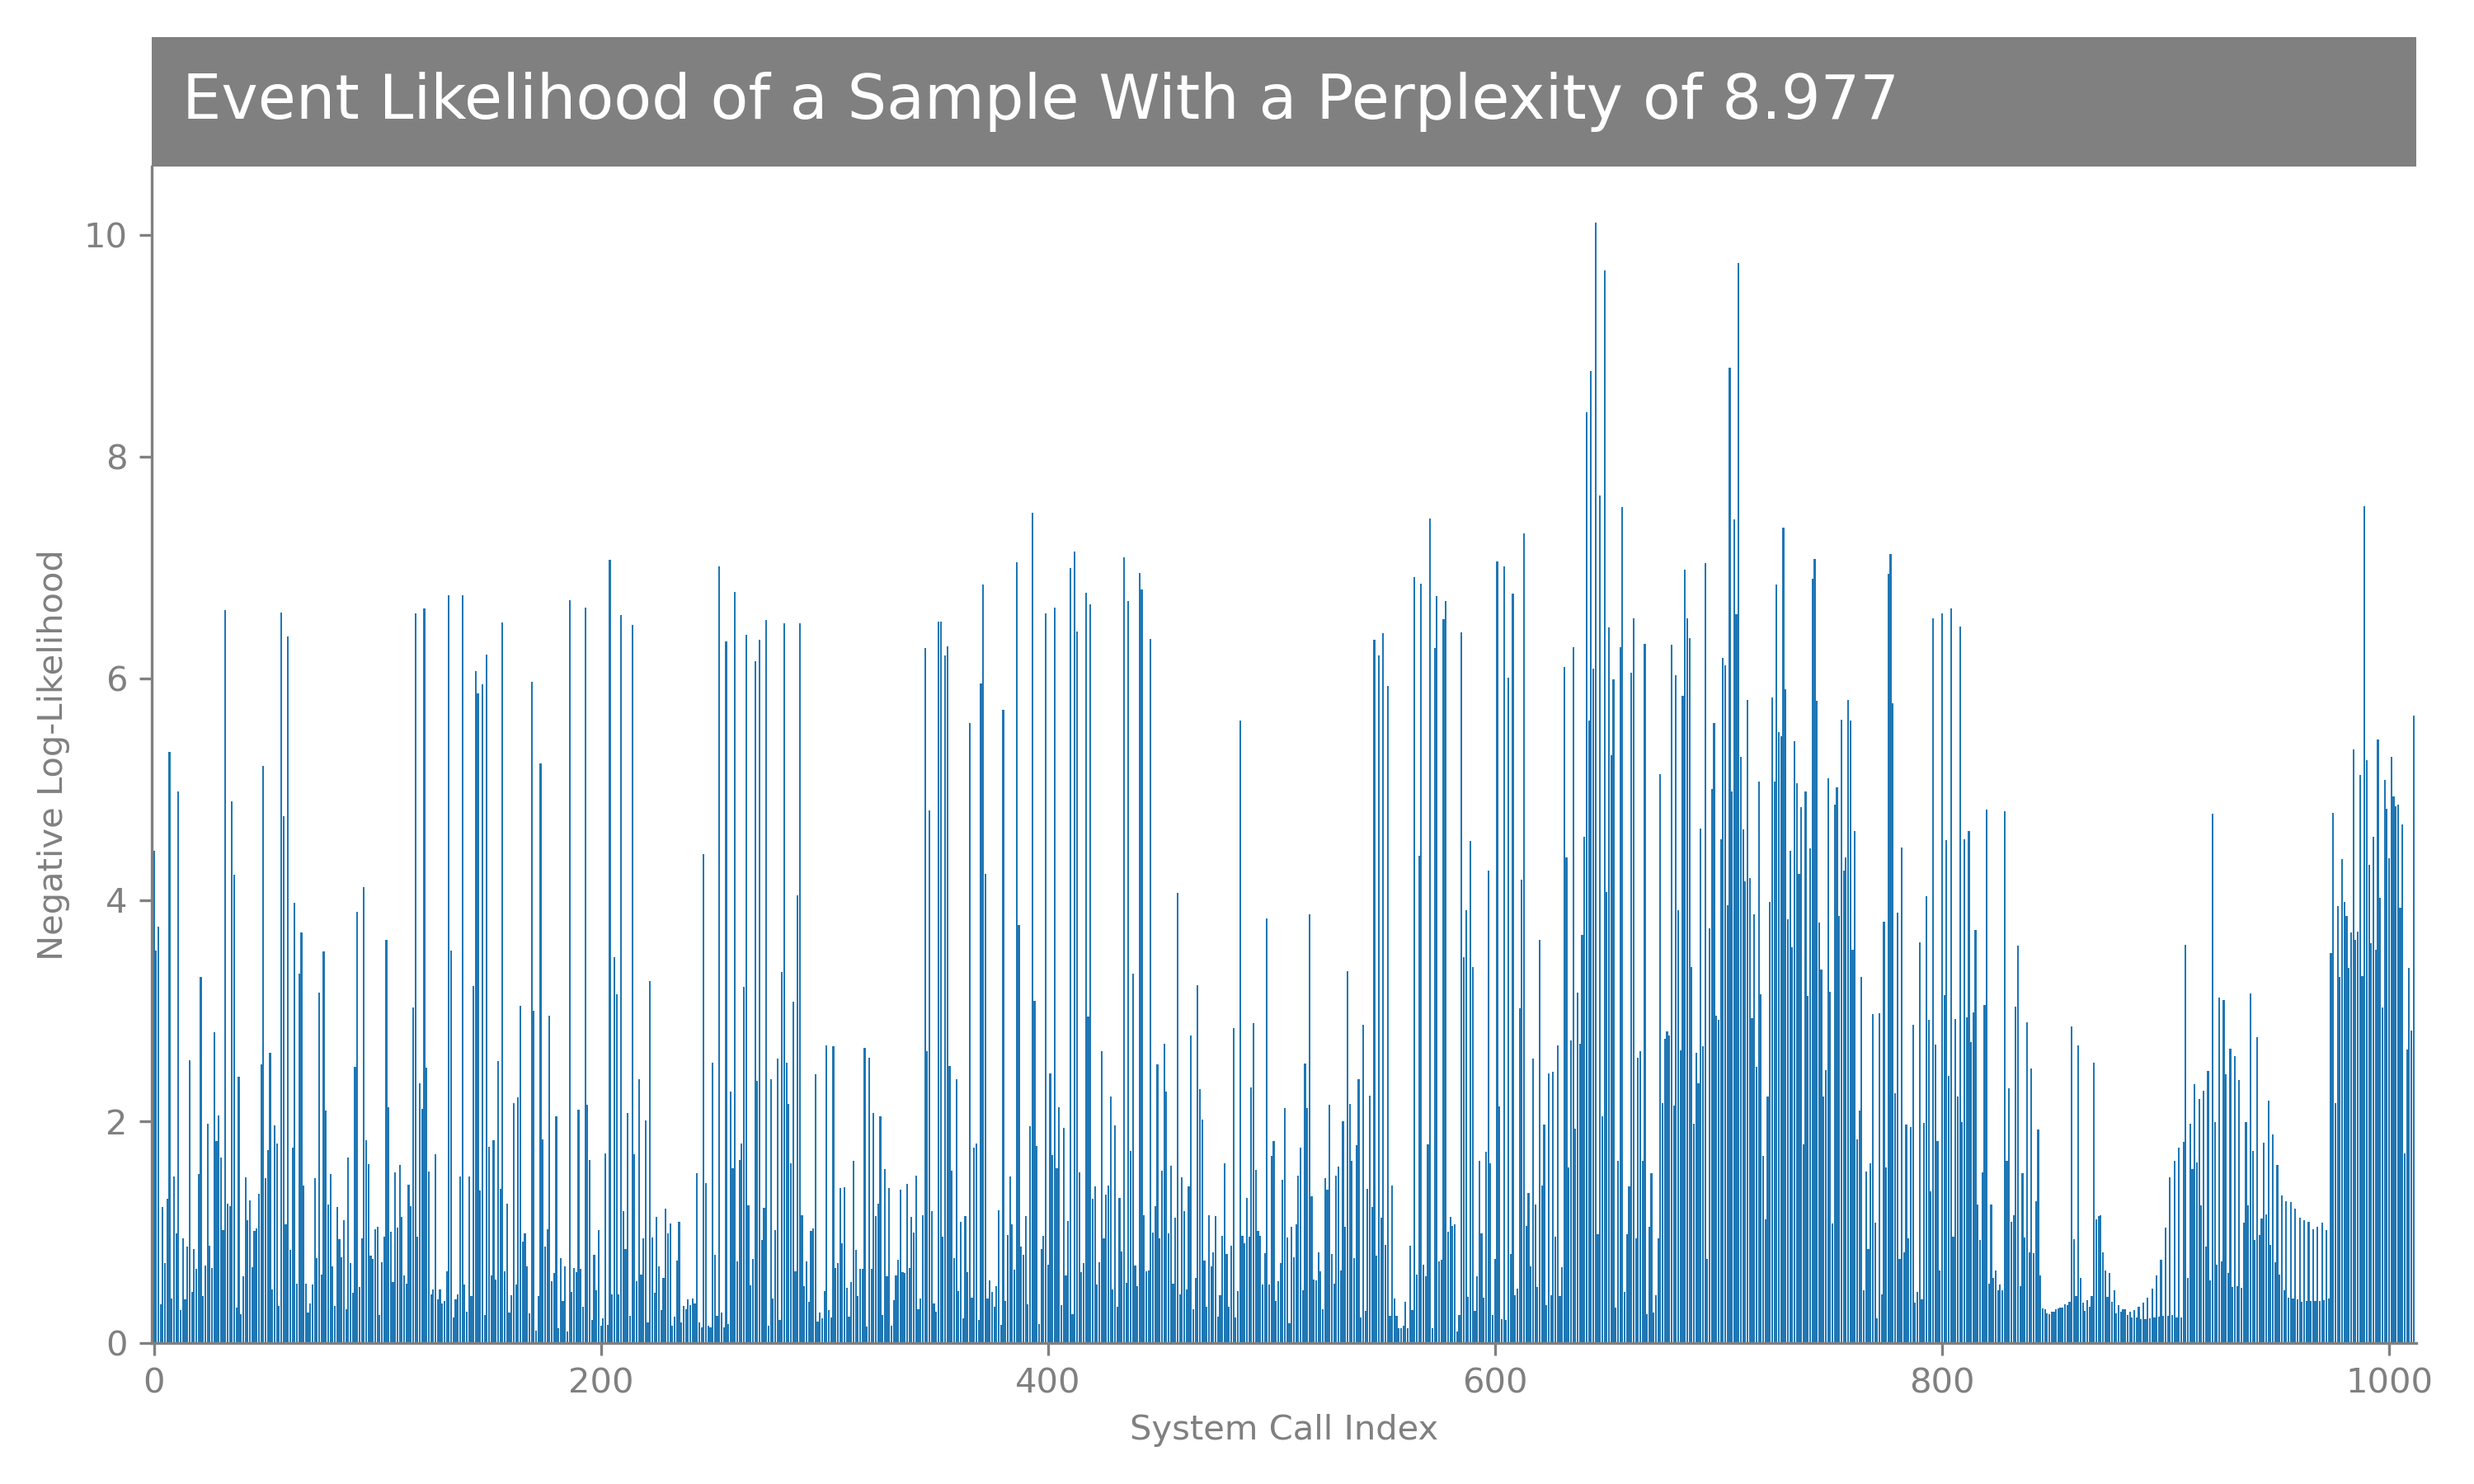 Event Likelihood of a Sample With a Perplexity of 8.977
10
8
6
4
2
0
Negative Log-Likelihood
0 200 400 600 800 1000
System Call Index